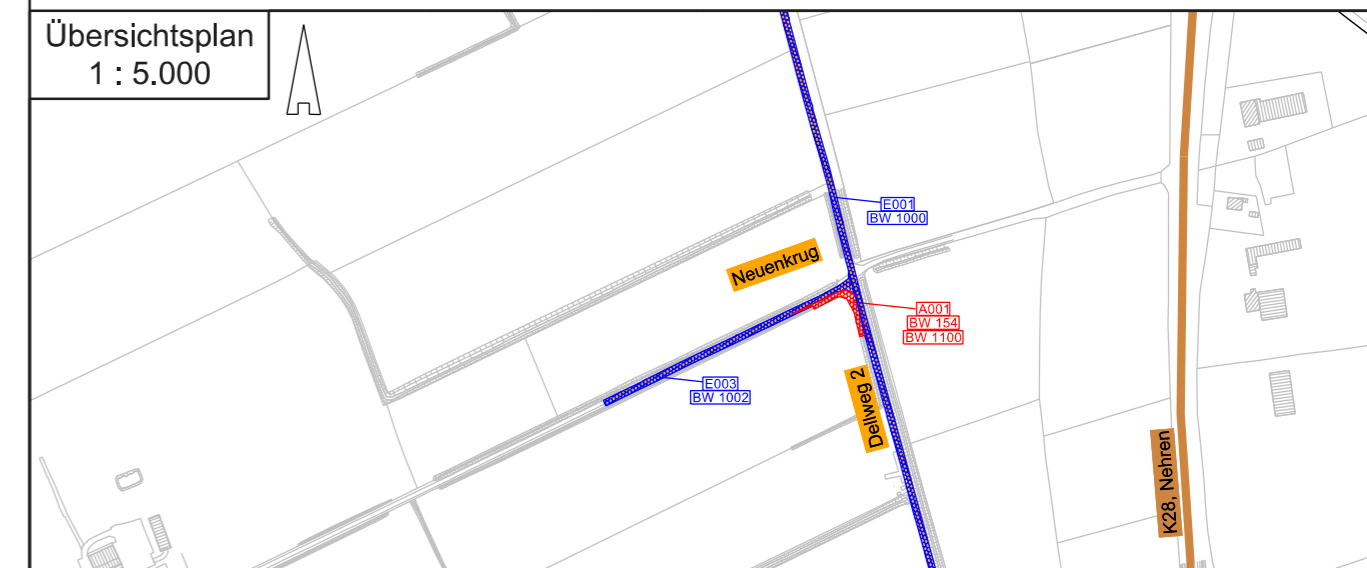 Übersichtsplan
1 : 5.000
E001
BW 1000
Neuenkrug
A001
BW 154
BW 1100
E003
BW 1002
Dellweg 2
K28, Nehren